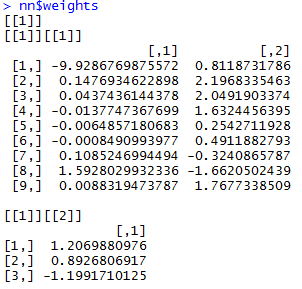 > nn$weights
[[1]]
[[1]][[1]]
[,1] [,2]
[1,] -9.9286769875572 0.8118731786
[2,] 0.1476934622898 2.1968335463
[3,] 0.0437436144378 2.0491903374
[4,] -0.0137747367699 1.6324456395
[5,] -0.0064857180683 0.2542711928
[6,] -0.0008490993977 0.4911882793
[7,] 0.1085246994494 -0.3240865787
[8,] 1.5928029932336 -1.6620502439
[9,] 0.0088319473787 1.7677338509
[[1]][[2]]
[,1]
[1,] 1.2069880976
[2,] 0.8926806917
[3,] -1.1991710125